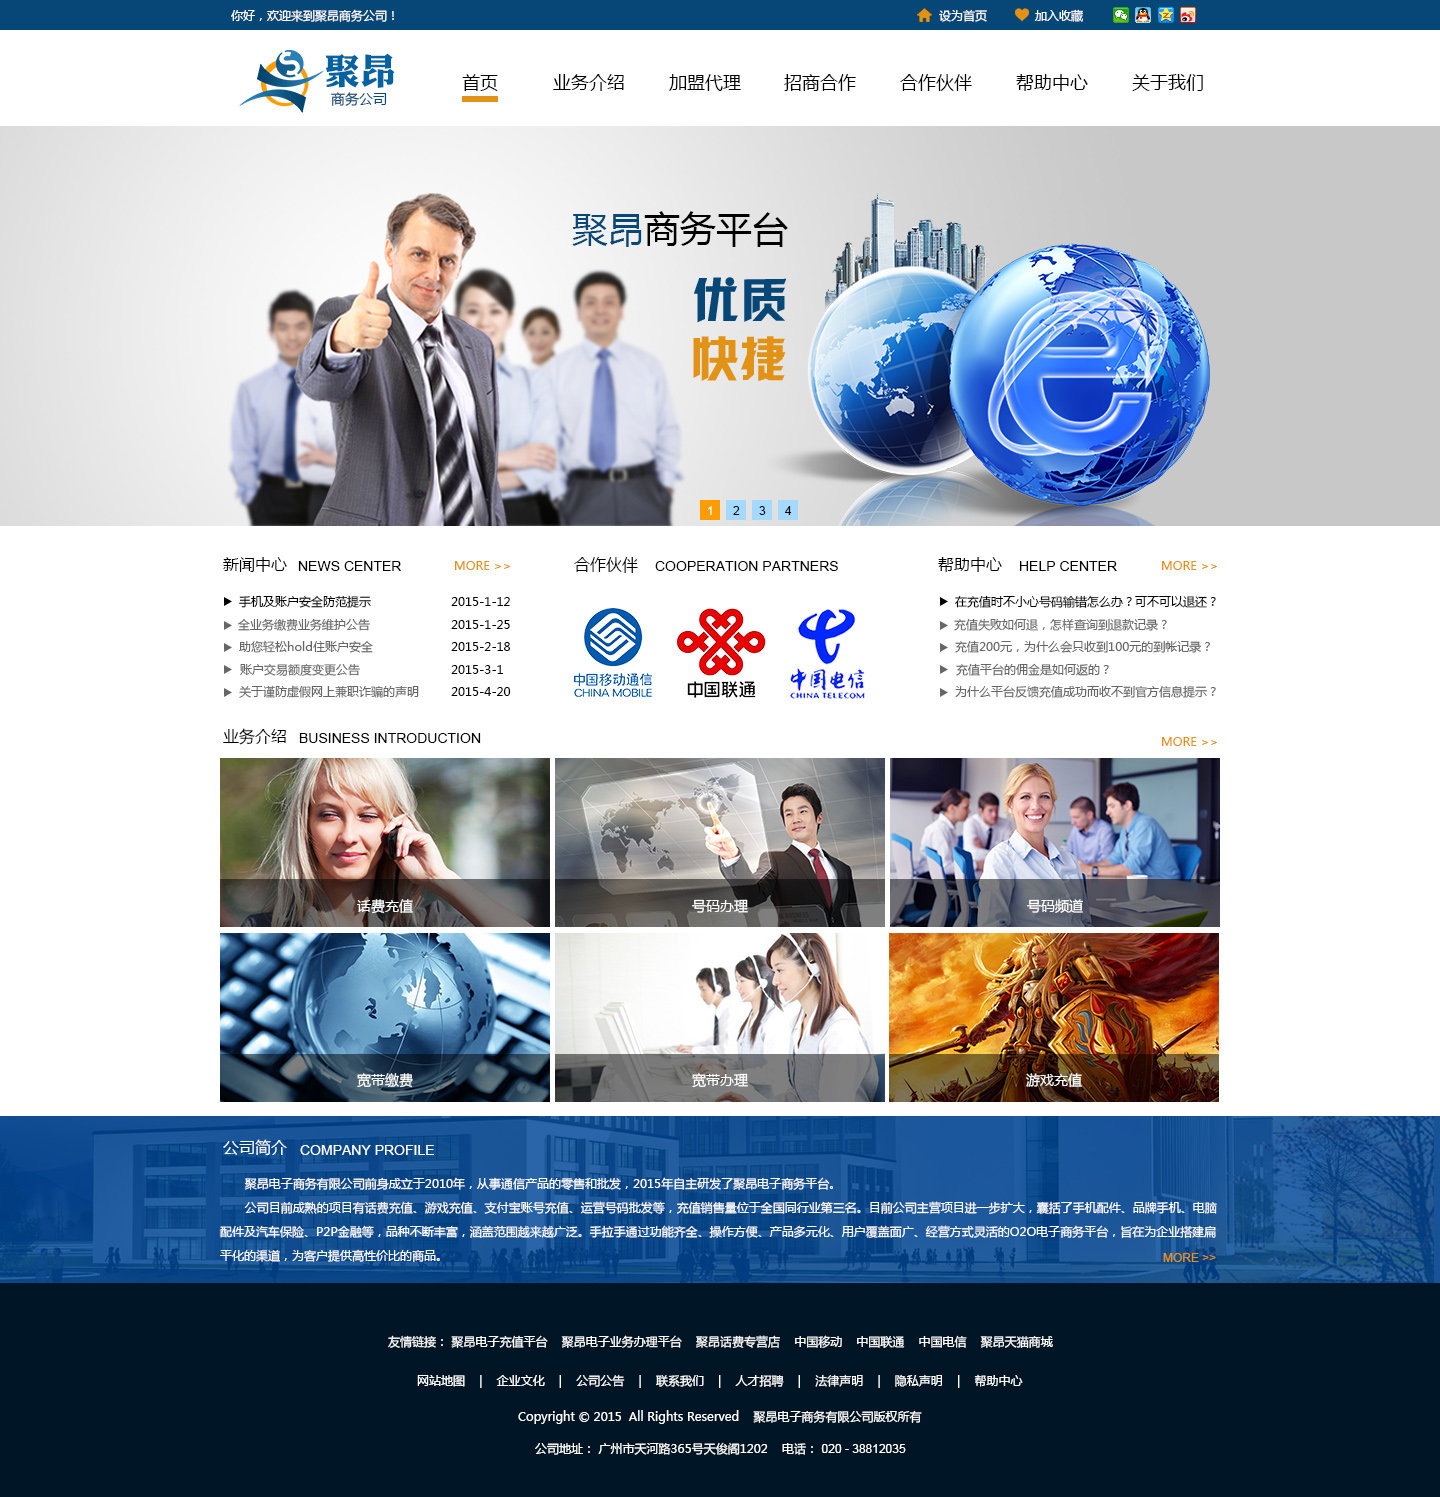 你好，欢迎来到聚昂商务公司！
设为首页 加入收藏
聚昂
商务公司
首页 业务介绍 加盟代理 招商合作 合作伙伴 帮助中心 关于我们
聚昂商务平台
优质
快捷
1 2 3 4
新闻中心 NEWS CENTER MORE >>
手机及账户安全防范提示 2015-1-12
全业务缴费业务维护公告 2015-1-25
助您轻松hold住账户安全 2015-2-18
账户交易额度变更公告 2015-3-1
关于谨防虚假网上兼职诈骗的声明 2015-4-20
合作伙伴 COOPERATION PARTNERS
中国移动通信
CHINA MOBILE
中国联通
中国电信
CHINA TELECOM
帮助中心 HELP CENTER MORE >>
在充值时不小心号码输错怎么办？可不可以退还？
充值失败如何退，怎样查询到退款记录？
充值200元，为什么会只收到100元的到帐记录？
充值平台的佣金是如何返的？
为什么平台反馈充值成功而收不到官方信息提示？
业务介绍 BUSINESS INTRODUCTION MORE >>
话费充值 号码办理 号码频道
宽带缴费 宽带办理 游戏充值
公司简介 COMPANY PROFILE
聚昂电子商务有限公司前身成立于2010年，从事通信产品的零售和批发，2015年自主研发了聚昂电子商务平台。
公司目前成熟的项目有话费充值、游戏充值、支付宝账号充值、运营号码批发等，充值销售量位于全国同行业第三名。目前公司主营项目进一步扩大，囊括了手机配件、品牌手机、电脑
配件及汽车保险、P2P金融等，品种不断丰富，涵盖范围越来越广泛。手拉手通过功能齐全、操作方便、产品多元化、用户覆盖面广、经营方式灵活的O2O电子商务平台，旨在为企业搭建扁
平化的渠道，为客户提供高性价比的商品。
MORE >>
友情链接： 聚昂电子充值平台 聚昂电子业务办理平台 聚昂话费专营店 中国移动 中国联通 中国电信 聚昂天猫商城
网站地图 | 企业文化 | 公司公告 | 联系我们 | 人才招聘 | 法律声明 | 隐私声明 | 帮助中心
Copyright © 2015 All Rights Reserved 聚昂电子商务有限公司版权所有
公司地址： 广州市天河路365号天俊阁1202 电话： 020 - 38812035